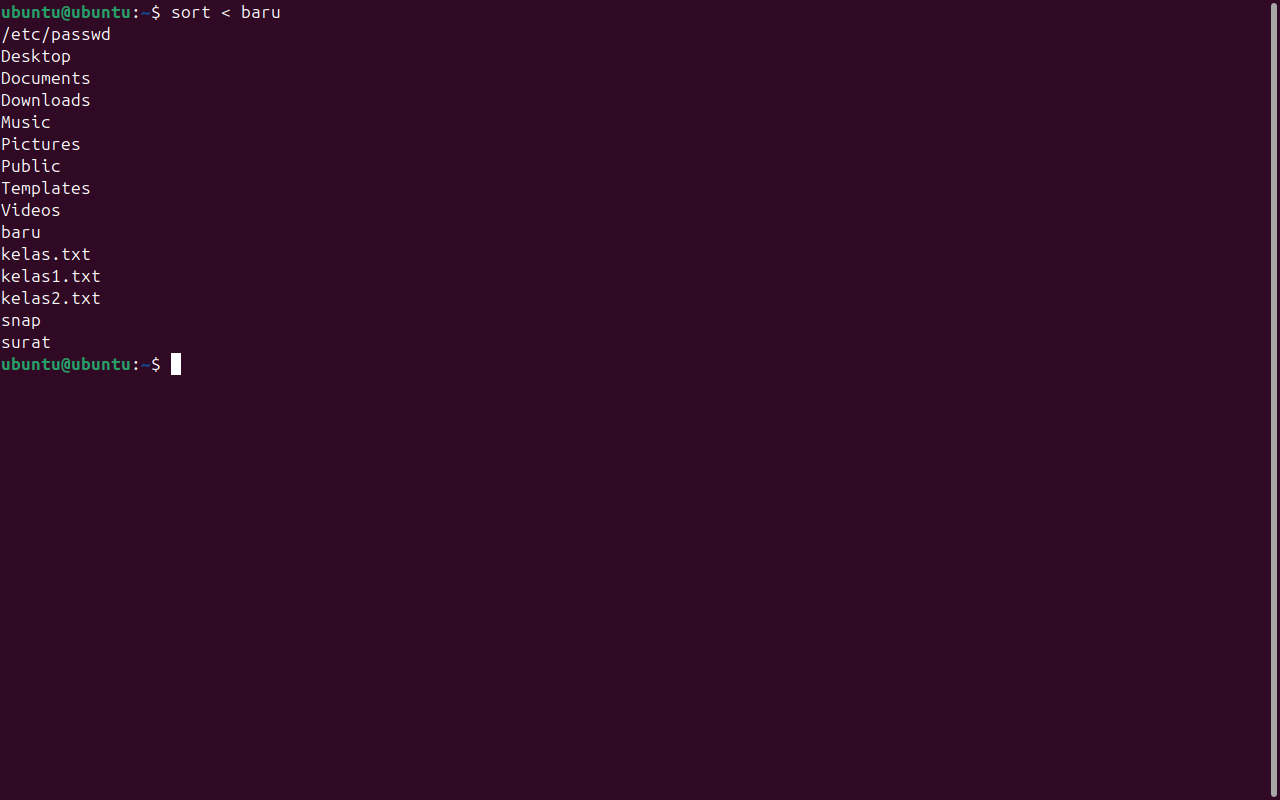 ubuntu@ubuntu:~$ sort < baru
/etc/passwd
Desktop
Documents
Downloads
Music
Pictures
Public
Templates
Videos
baru
kelas.txt
kelas1.txt
kelas2.txt
snap
surat
ubuntu@ubuntu:~$